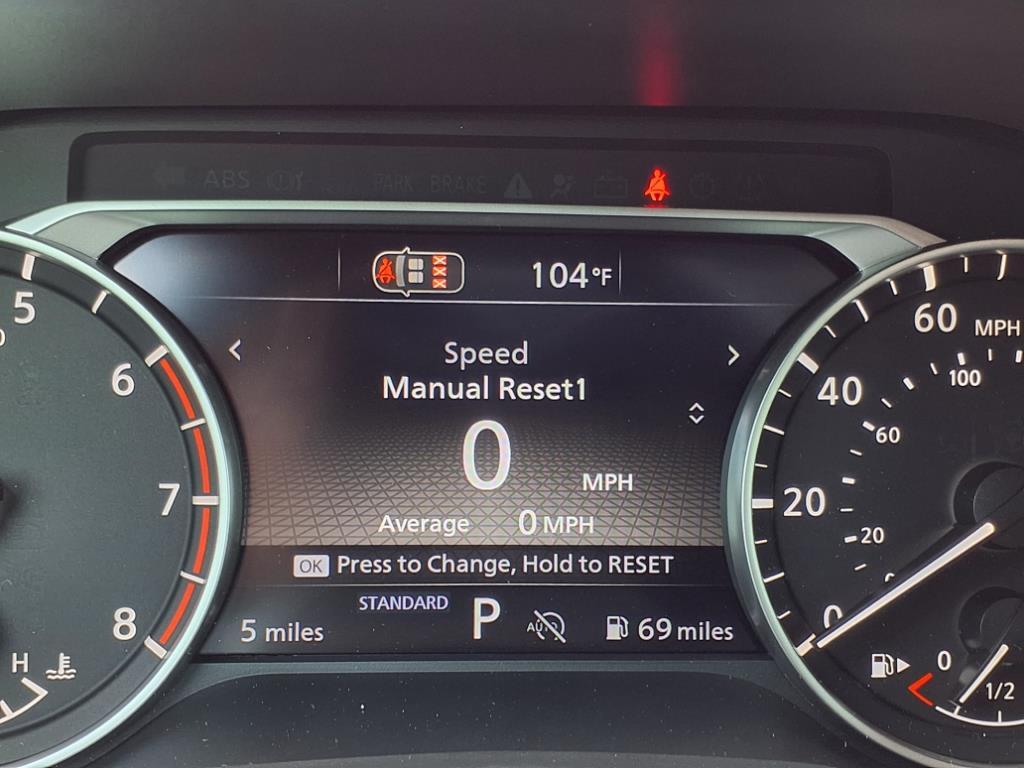 ABS
PARK BRAKE
104°F
5
6
7
8
H
Speed
Manual Reset1
0
MPH
Average 0 MPH
OK Press to Change, Hold to RESET
STANDARD
5 miles
P
AUTO
69 miles
60 MPH
100
40
60
20
20
0
0
0
1/2